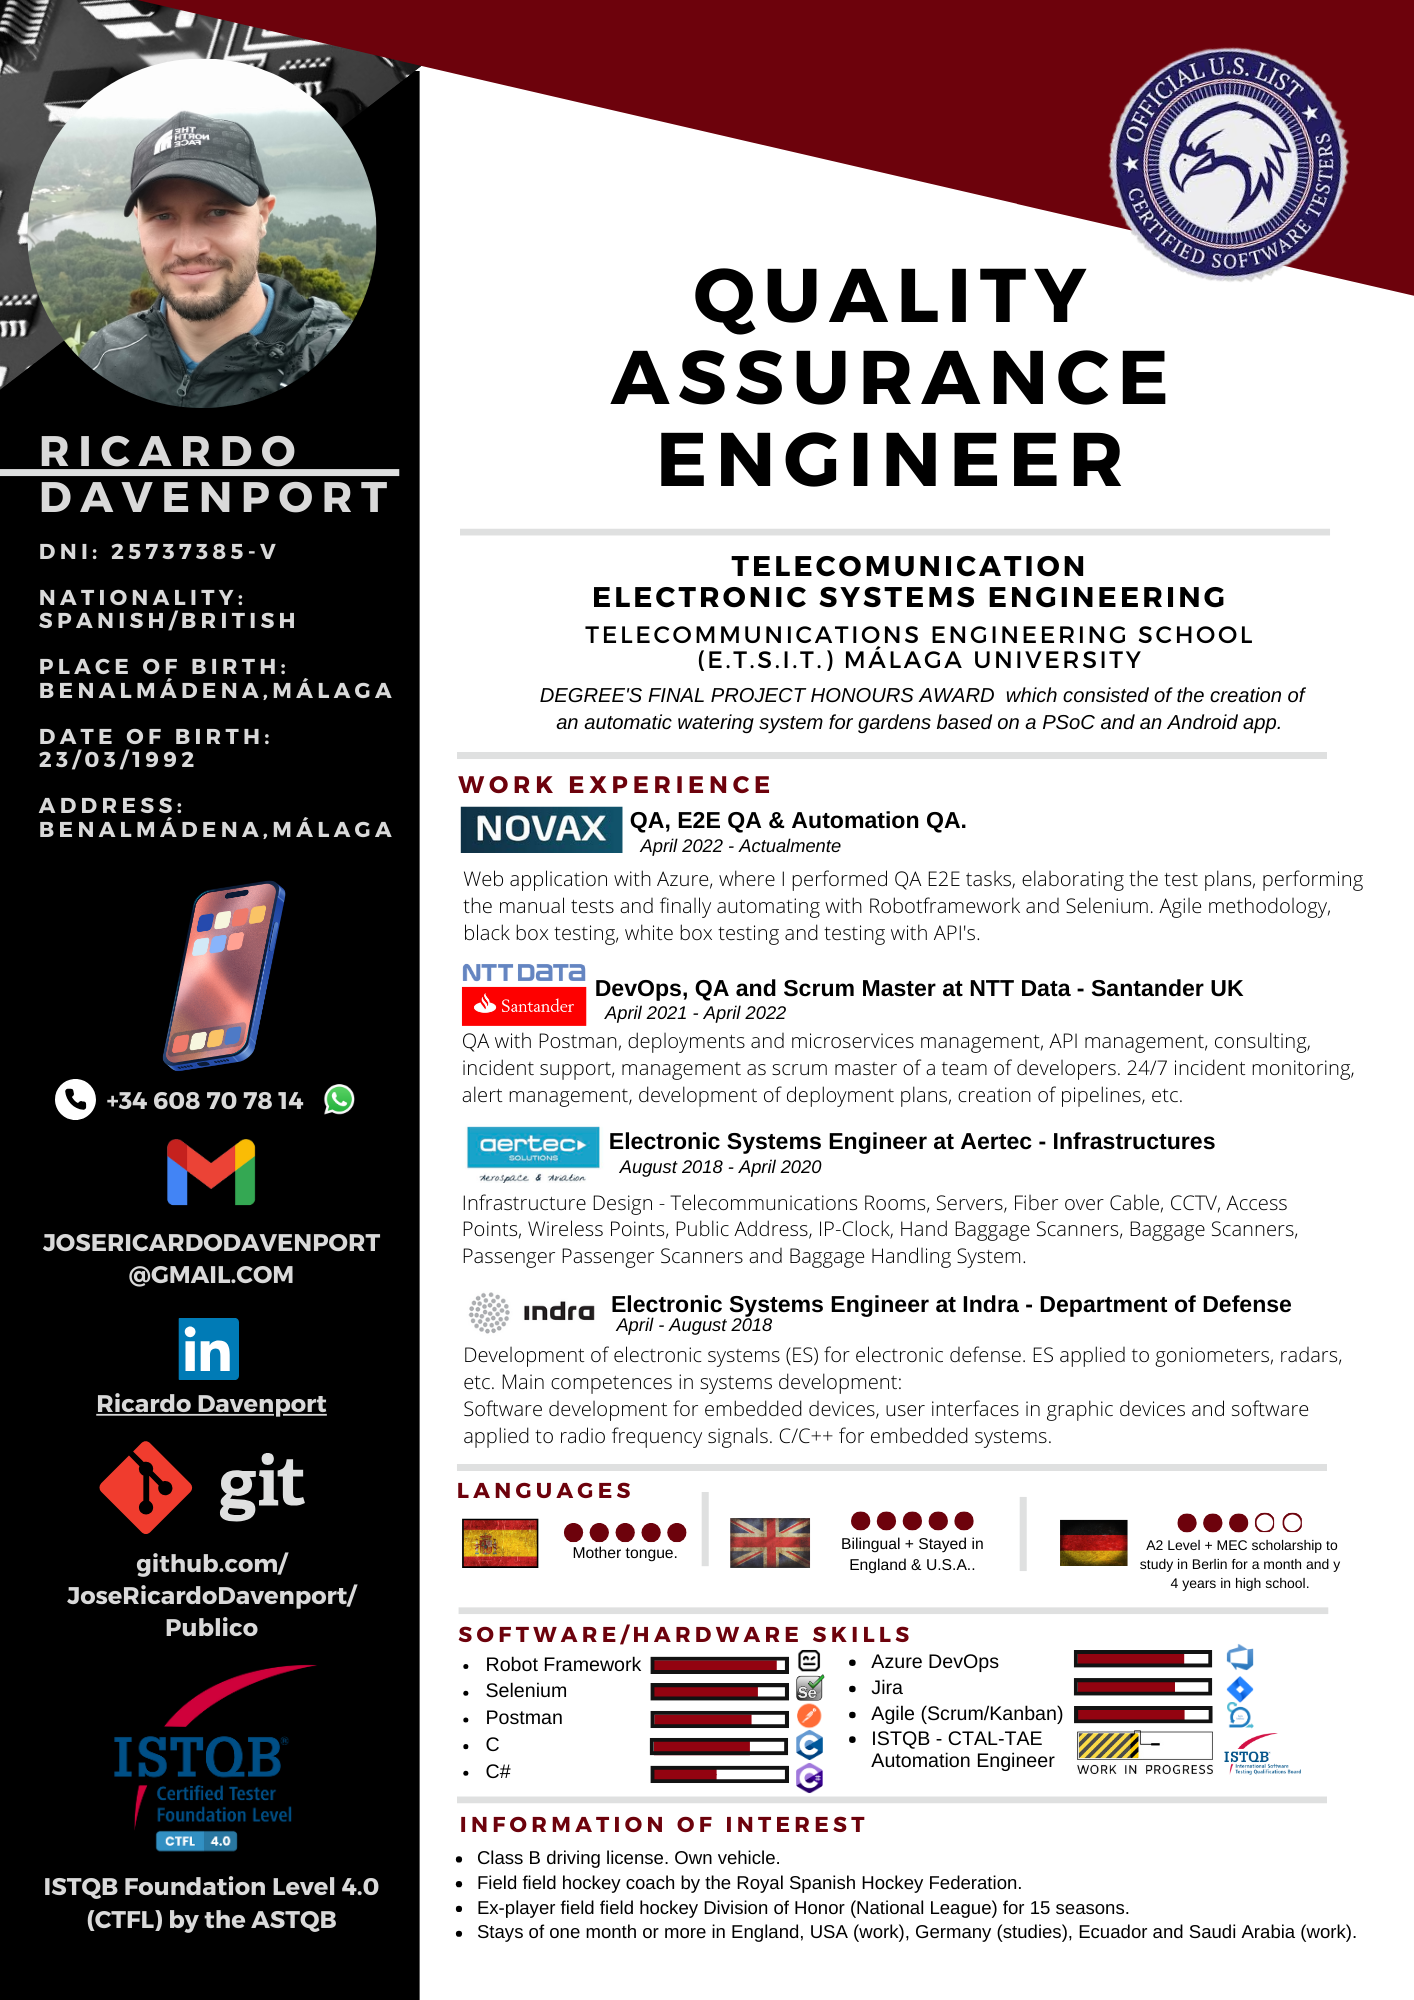 OFFICIAL U.S. LIST
CERTIFIED SOFTWARE TESTERS
THE
NORTH
FACE
RICARDO
DAVENPORT
DNI: 25737385-V
NATIONALITY:
SPANISH/BRITISH
PLACE OF BIRTH:
BENALMÁDENA,MÁLAGA
DATE OF BIRTH:
23/03/1992
ADDRESS:
BENALMÁDENA,MÁLAGA
+34 608 70 78 14
JOSERICARDODAVENPORT
@GMAIL.COM
in
Ricardo Davenport
git
github.com/
JoseRicardoDavenport/
Publico
ISTQB®
Certified Tester
Foundation Level
CTFL 4.0
ISTQB Foundation Level 4.0
(CTFL) by the ASTQB
QUALITY
ASSURANCE
ENGINEER
TELECOMUNICATION
ELECTRONIC SYSTEMS ENGINEERING
TELECOMMUNICATIONS ENGINEERING SCHOOL
(E.T.S.I.T.) MÁLAGA UNIVERSITY
DEGREE'S FINAL PROJECT HONOURS AWARD which consisted of the creation of
an automatic watering system for gardens based on a PSoC and an Android app.
WORK EXPERIENCE
NOVAX
QA, E2E QA & Automation QA.
April 2022 - Actualmente
Web application with Azure, where I performed QA E2E tasks, elaborating the test plans, performing
the manual tests and finally automating with Robotframework and Selenium. Agile methodology,
black box testing, white box testing and testing with API's.
NTT DATA
Santander
DevOps, QA and Scrum Master at NTT Data - Santander UK
April 2021 - April 2022
QA with Postman, deployments and microservices management, API management, consulting,
incident support, management as scrum master of a team of developers. 24/7 incident monitoring,
alert management, development of deployment plans, creation of pipelines, etc.
aertec
SOLUTIONS
Aerospace & Aviation
Electronic Systems Engineer at Aertec - Infrastructures
August 2018 - April 2020
Infrastructure Design - Telecommunications Rooms, Servers, Fiber over Cable, CCTV, Access
Points, Wireless Points, Public Address, IP-Clock, Hand Baggage Scanners, Baggage Scanners,
Passenger Passenger Scanners and Baggage Handling System.
indra
Electronic Systems Engineer at Indra - Department of Defense
April - August 2018
Development of electronic systems (ES) for electronic defense. ES applied to goniometers, radars,
etc. Main competences in systems development:
Software development for embedded devices, user interfaces in graphic devices and software
applied to radio frequency signals. C/C++ for embedded systems.
LANGUAGES
Mother tongue.
Bilingual + Stayed in
England & U.S.A..
A2 Level + MEC scholarship to
study in Berlin for a month and y
4 years in high school.
SOFTWARE/HARDWARE SKILLS
• Robot Framework
• Selenium
Se
• Postman
• C
C
• C#
C#
• Azure DevOps
• Jira
• Agile (Scrum/Kanban)
• ISTQB - CTAL-TAE
Automation Engineer
WORK IN PROGRESS
ISTQB
International Software
Testing Qualifications Board
INFORMATION OF INTEREST
• Class B driving license. Own vehicle.
• Field field hockey coach by the Royal Spanish Hockey Federation.
• Ex-player field field hockey Division of Honor (National League) for 15 seasons.
• Stays of one month or more in England, USA (work), Germany (studies), Ecuador and Saudi Arabia (work).